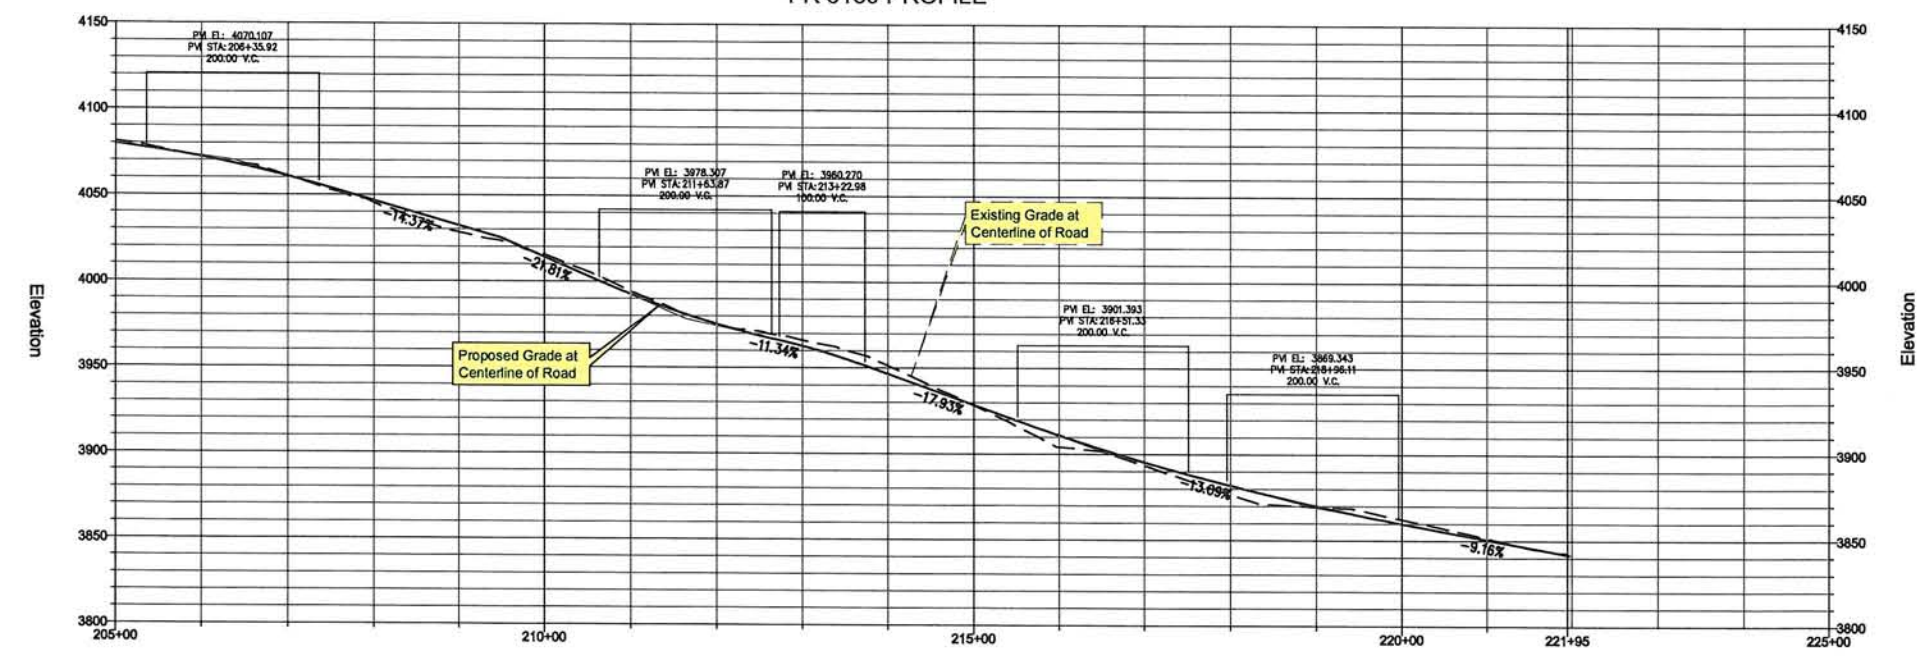 4150
4100
4050
4000
3950
3900
3850
3800
Elevation
PVI EL: 4070.107
PVI STA: 206+35.92
200.00 V.C.
-14.37%
-21.81%
PVI EL: 3978.307
PVI STA: 211+63.87
200.00 V.C.
PVI EL: 3960.270
PVI STA: 213+22.98
100.00 V.C.
-11.34%
Proposed Grade at
Centerline of Road
Existing Grade at
Centerline of Road
-17.93%
PVI EL: 3901.393
PVI STA: 216+51.33
200.00 V.C.
-13.09%
PVI EL: 3869.343
PVI STA: 218+96.11
200.00 V.C.
-9.16%
4150
4100
4050
4000
3950
3900
3850
3800
Elevation
205+00
210+00
215+00
220+00
221+95
225+00